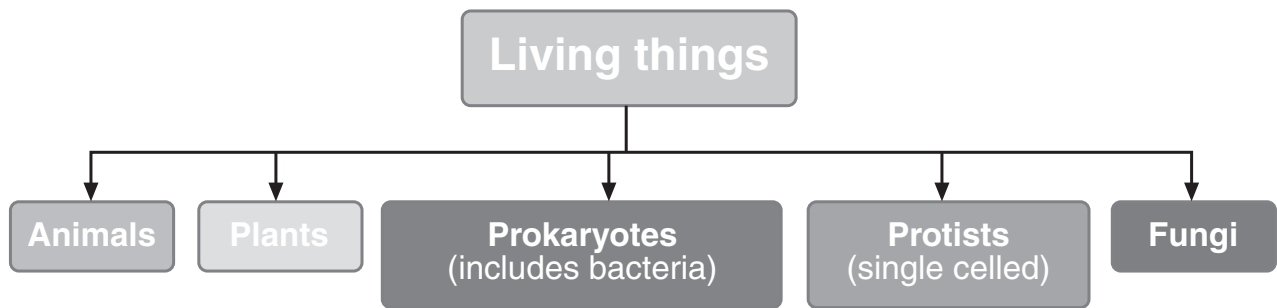 Living things
Animals
Plants
Prokaryotes
(includes bacteria)
Protists
(single celled)
Fungi